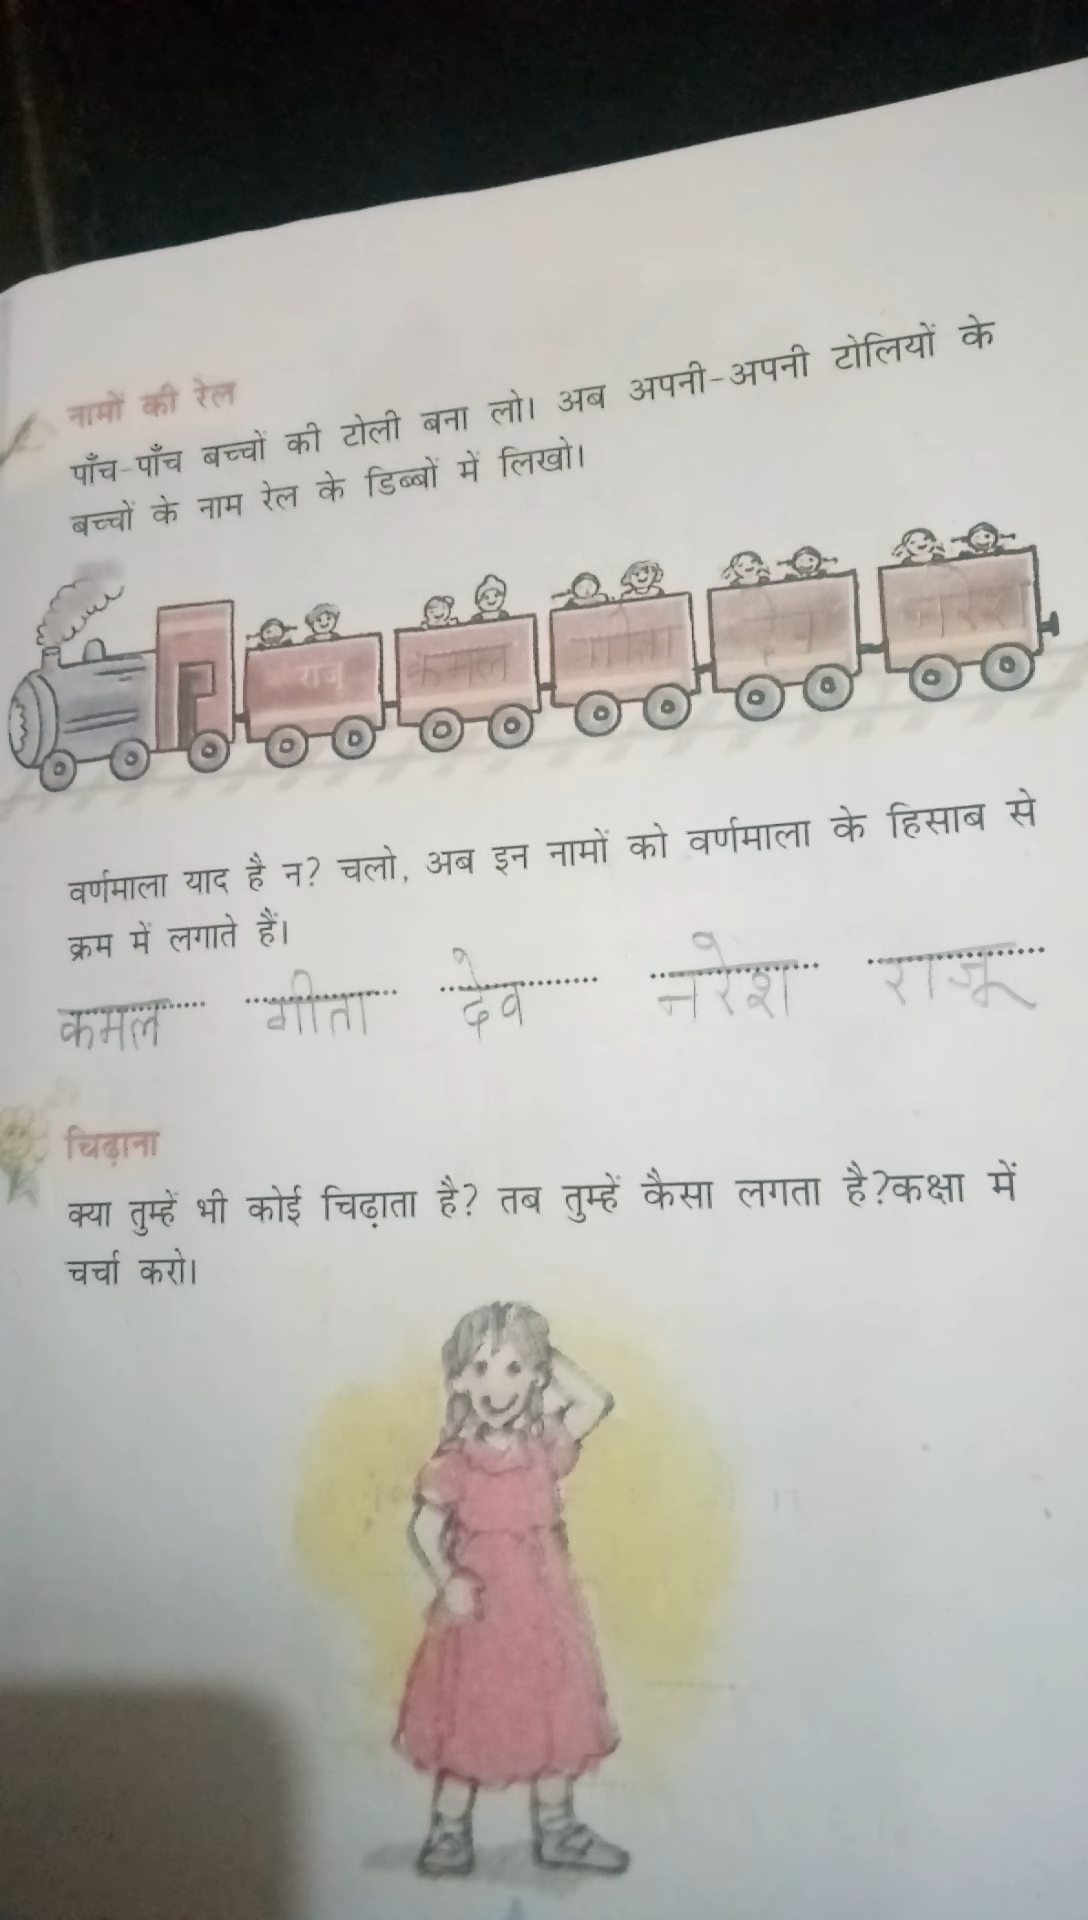 नामों की रेल
पाँच-पाँच बच्चों की टोली बना लो। अब अपनी-अपनी टोलियों के
बच्चों के नाम रेल के डिब्बों में लिखो।
राजू कमल गीता देव नरेश
वर्णमाला याद है न? चलो, अब इन नामों को वर्णमाला के हिसाब से
क्रम में लगाते हैं।
कमल गीता देव नरेश राजू
चिढ़ाना
क्या तुम्हें भी कोई चिढ़ाता है? तब तुम्हें कैसा लगता है?कक्षा में
चर्चा करो।